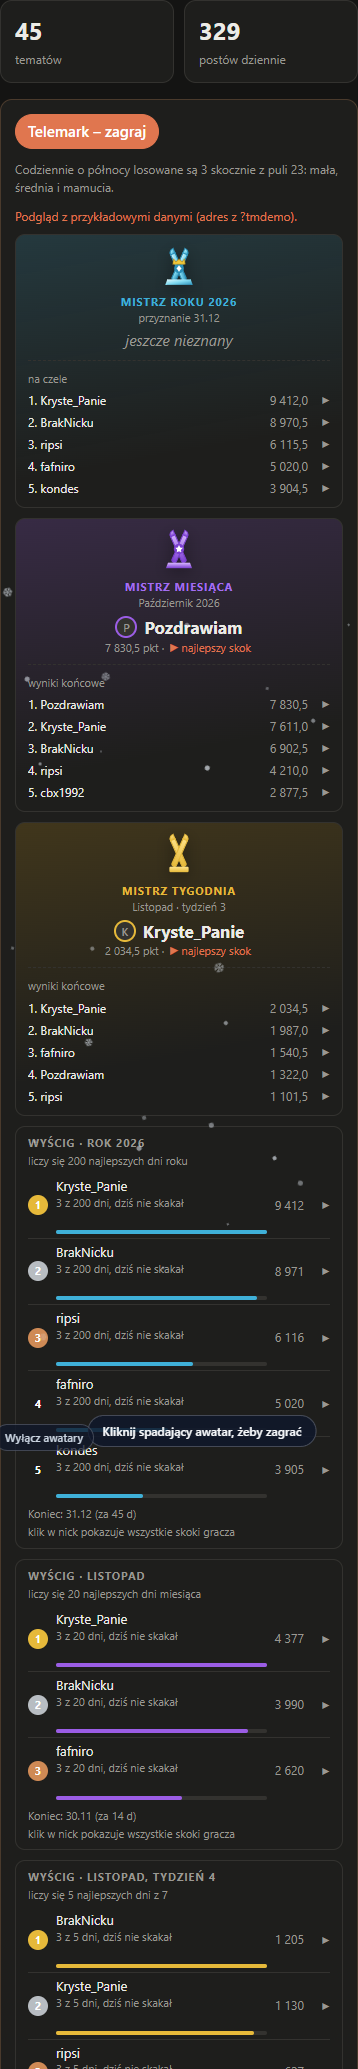 45
tematów
329
postów dziennie
Telemark – zagraj
Codziennie o północy losowane są 3 skocznie z puli 23: mała,
średnia i mamucia.
Podgląd z przykładowymi danymi (adres z ?tmdemo).
MISTRZ ROKU 2026
przyznanie 31.12
jeszcze nieznany
na czele
1. Kryste_Panie 9 412,0 ▶
2. BrakNicku 8 970,5 ▶
3. ripsi 6 115,5 ▶
4. fafniro 5 020,0 ▶
5. kondes 3 904,5 ▶
MISTRZ MIESIĄCA
Październik 2026
P Pozdrawiam
7 830,5 pkt · ▶ najlepszy skok
wyniki końcowe
1. Pozdrawiam 7 830,5 ▶
2. Kryste_Panie 7 611,0 ▶
3. BrakNicku 6 902,5 ▶
4. ripsi 4 210,0 ▶
5. cbx1992 2 877,5 ▶
MISTRZ TYGODNIA
Listopad · tydzień 3
K Kryste_Panie
2 034,5 pkt · ▶ najlepszy skok
wyniki końcowe
1. Kryste_Panie 2 034,5 ▶
2. BrakNicku 1 987,0 ▶
3. fafniro 1 540,5 ▶
4. Pozdrawiam 1 322,0 ▶
5. ripsi 1 101,5 ▶
WYŚCIG · ROK 2026
liczy się 200 najlepszych dni roku
Kryste_Panie
1 3 z 200 dni, dziś nie skakał 9 412 ▶
BrakNicku
2 3 z 200 dni, dziś nie skakał 8 971 ▶
ripsi
3 3 z 200 dni, dziś nie skakał 6 116 ▶
fafniro
4 5 020 ▶
Kliknij spadający awatar, żeby zagrać
Wyłącz awatary
kondes
5 3 z 200 dni, dziś nie skakał 3 905 ▶
Koniec: 31.12 (za 45 d)
klik w nick pokazuje wszystkie skoki gracza
WYŚCIG · LISTOPAD
liczy się 20 najlepszych dni miesiąca
Kryste_Panie
1 3 z 20 dni, dziś nie skakał 4 377 ▶
BrakNicku
2 3 z 20 dni, dziś nie skakał 3 990 ▶
fafniro
3 3 z 20 dni, dziś nie skakał 2 620 ▶
Koniec: 30.11 (za 14 d)
klik w nick pokazuje wszystkie skoki gracza
WYŚCIG · LISTOPAD, TYDZIEŃ 4
liczy się 5 najlepszych dni z 7
BrakNicku
1 3 z 5 dni, dziś nie skakał 1 205 ▶
Kryste_Panie
2 3 z 5 dni, dziś nie skakał 1 130 ▶
ripsi